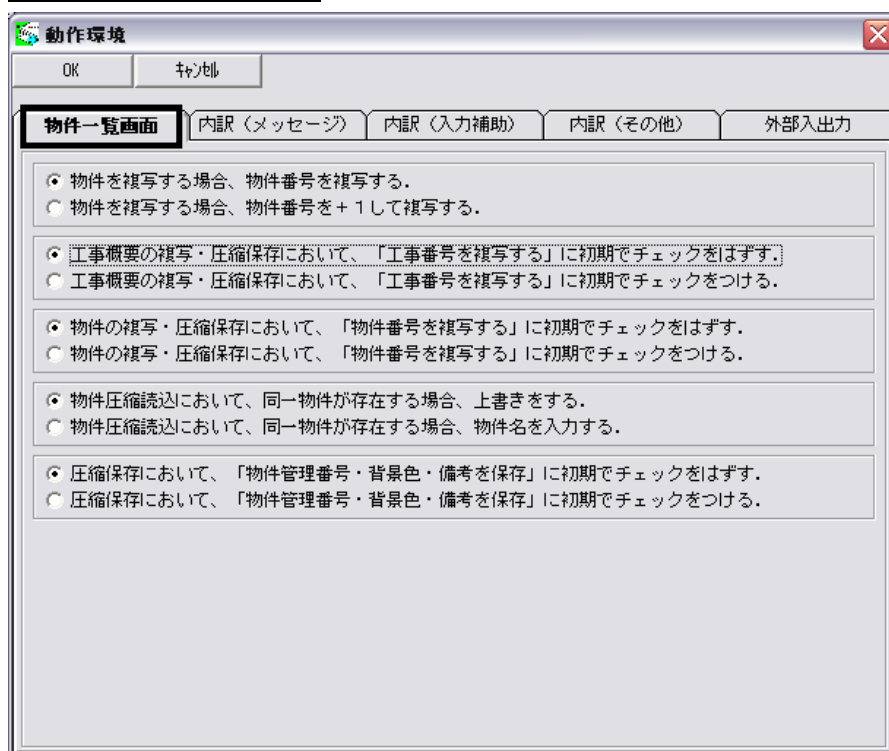 動作環境
OK ｷｬﾝｾﾙ
物件一覧画面 内訳（メッセージ） 内訳（入力補助） 内訳（その他） 外部入出力
物件を複写する場合、物件番号を複写する．
物件を複写する場合、物件番号を＋１して複写する．
工事概要の複写・圧縮保存において、「工事番号を複写する」に初期でチェックをはずす．
工事概要の複写・圧縮保存において、「工事番号を複写する」に初期でチェックをつける．
物件の複写・圧縮保存において、「物件番号を複写する」に初期でチェックをはずす．
物件の複写・圧縮保存において、「物件番号を複写する」に初期でチェックをつける．
物件圧縮読込において、同一物件が存在する場合、上書きをする．
物件圧縮読込において、同一物件が存在する場合、物件名を入力する．
圧縮保存において、「物件管理番号・背景色・備考を保存」に初期でチェックをはずす．
圧縮保存において、「物件管理番号・背景色・備考を保存」に初期でチェックをつける．